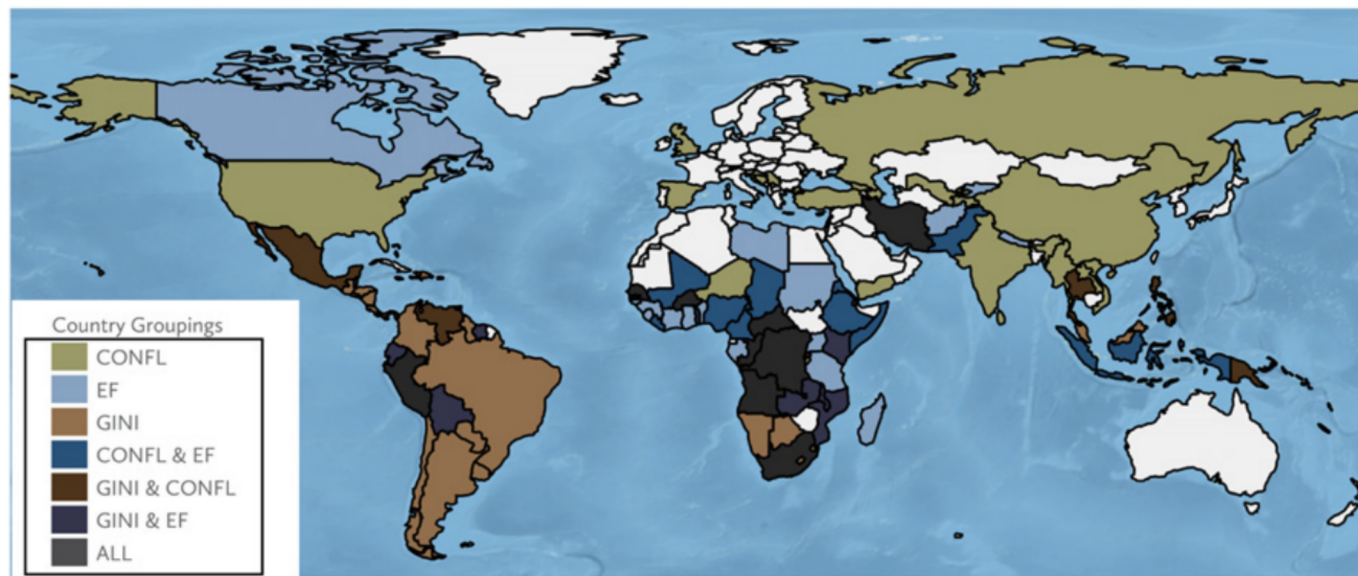 Country Groupings
CONFL
EF
GINI
CONFL & EF
GINI & CONFL
GINI & EF
ALL